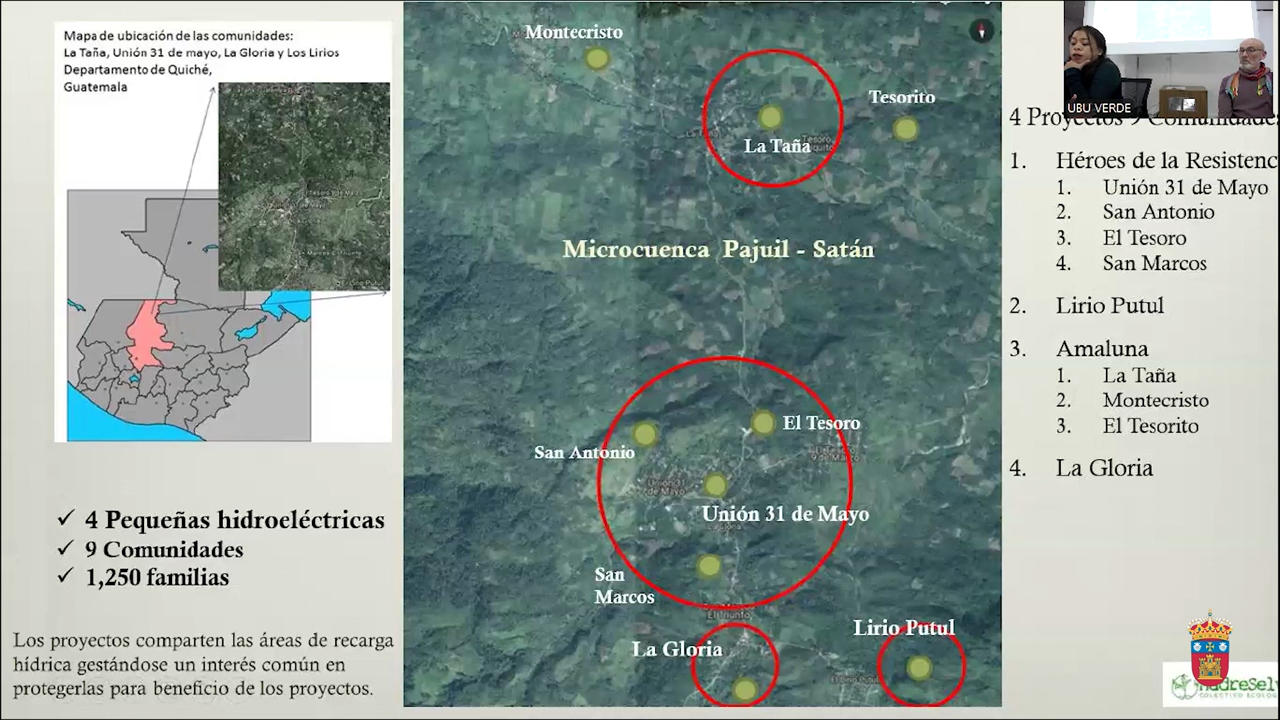 Mapa de ubicación de las comunidades:
La Taña, Unión 31 de mayo, La Gloria y Los Lirios
Departamento de Quiché,
Guatemala
4 Pequeñas hidroeléctricas
9 Comunidades
1,250 familias
Los proyectos comparten las áreas de recarga
hídrica gestándose un interés común en
protegerlas para beneficio de los proyectos.
Montecristo
Tesorito
La Taña
Microcuenca Pajuil - Satán
El Tesoro
San Antonio
Unión 31 de Mayo
San
Marcos
La Gloria
Lirio Putul
UBU VERDE
4 Proyectos 9 Comunidades
1. Héroes de la Resistenc
1. Unión 31 de Mayo
2. San Antonio
3. El Tesoro
4. San Marcos
2. Lirio Putul
3. Amaluna
1. La Taña
2. Montecristo
3. El Tesorito
4. La Gloria